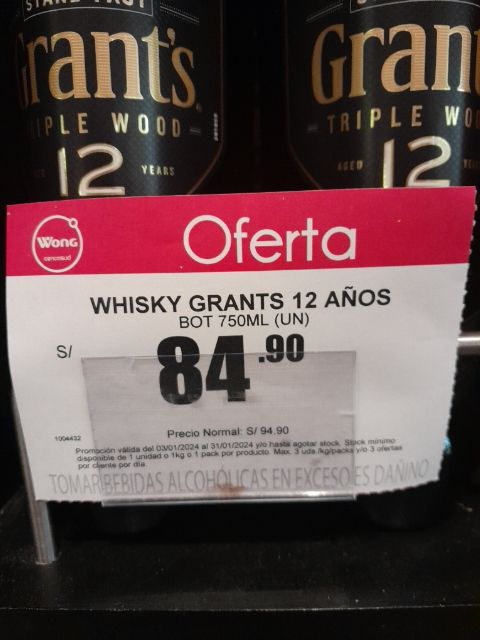 STAND FAST
Grant's
TRIPLE WOOD
12 YEARS
Gran
TRIPLE WO
AGED 12
WONG
cencosud
Oferta
WHISKY GRANTS 12 AÑOS
BOT 750ML (UN)
S/ 84.90
Precio Normal: S/ 94.90
1004432
Promoción válida del 03/01/2024 al 31/01/2024 y/o hasta agotar stock. Stock mínimo
disponible de 1 unidad o 1kg o 1 pack por producto. Max. 3 uds./kg/packs y/o 3 ofertas
por cliente por día.
TOMAR BEBIDAS ALCOHÓLICAS EN EXCESO ES DAÑINO